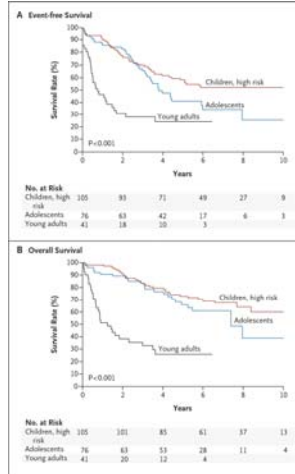 A Event-free Survival
100
90
80
70
60
50
40
30
20
10
0
Survival Rate (%)
Children, high risk
Adolescents
Young adults
P<0.001
0 2 4 6 8 10
Years
No. at Risk
Children, high risk 105 93 71 49 27 9
Adolescents 76 63 42 17 6 3
Young adults 41 18 10 3
B Overall Survival
100
90
80
70
60
50
40
30
20
10
0
Survival Rate (%)
Children, high risk
Adolescents
Young adults
P<0.001
0 2 4 6 8 10
Years
No. at Risk
Children, high risk 105 101 85 61 37 13
Adolescents 76 63 53 28 11 4
Young adults 41 20 12 4